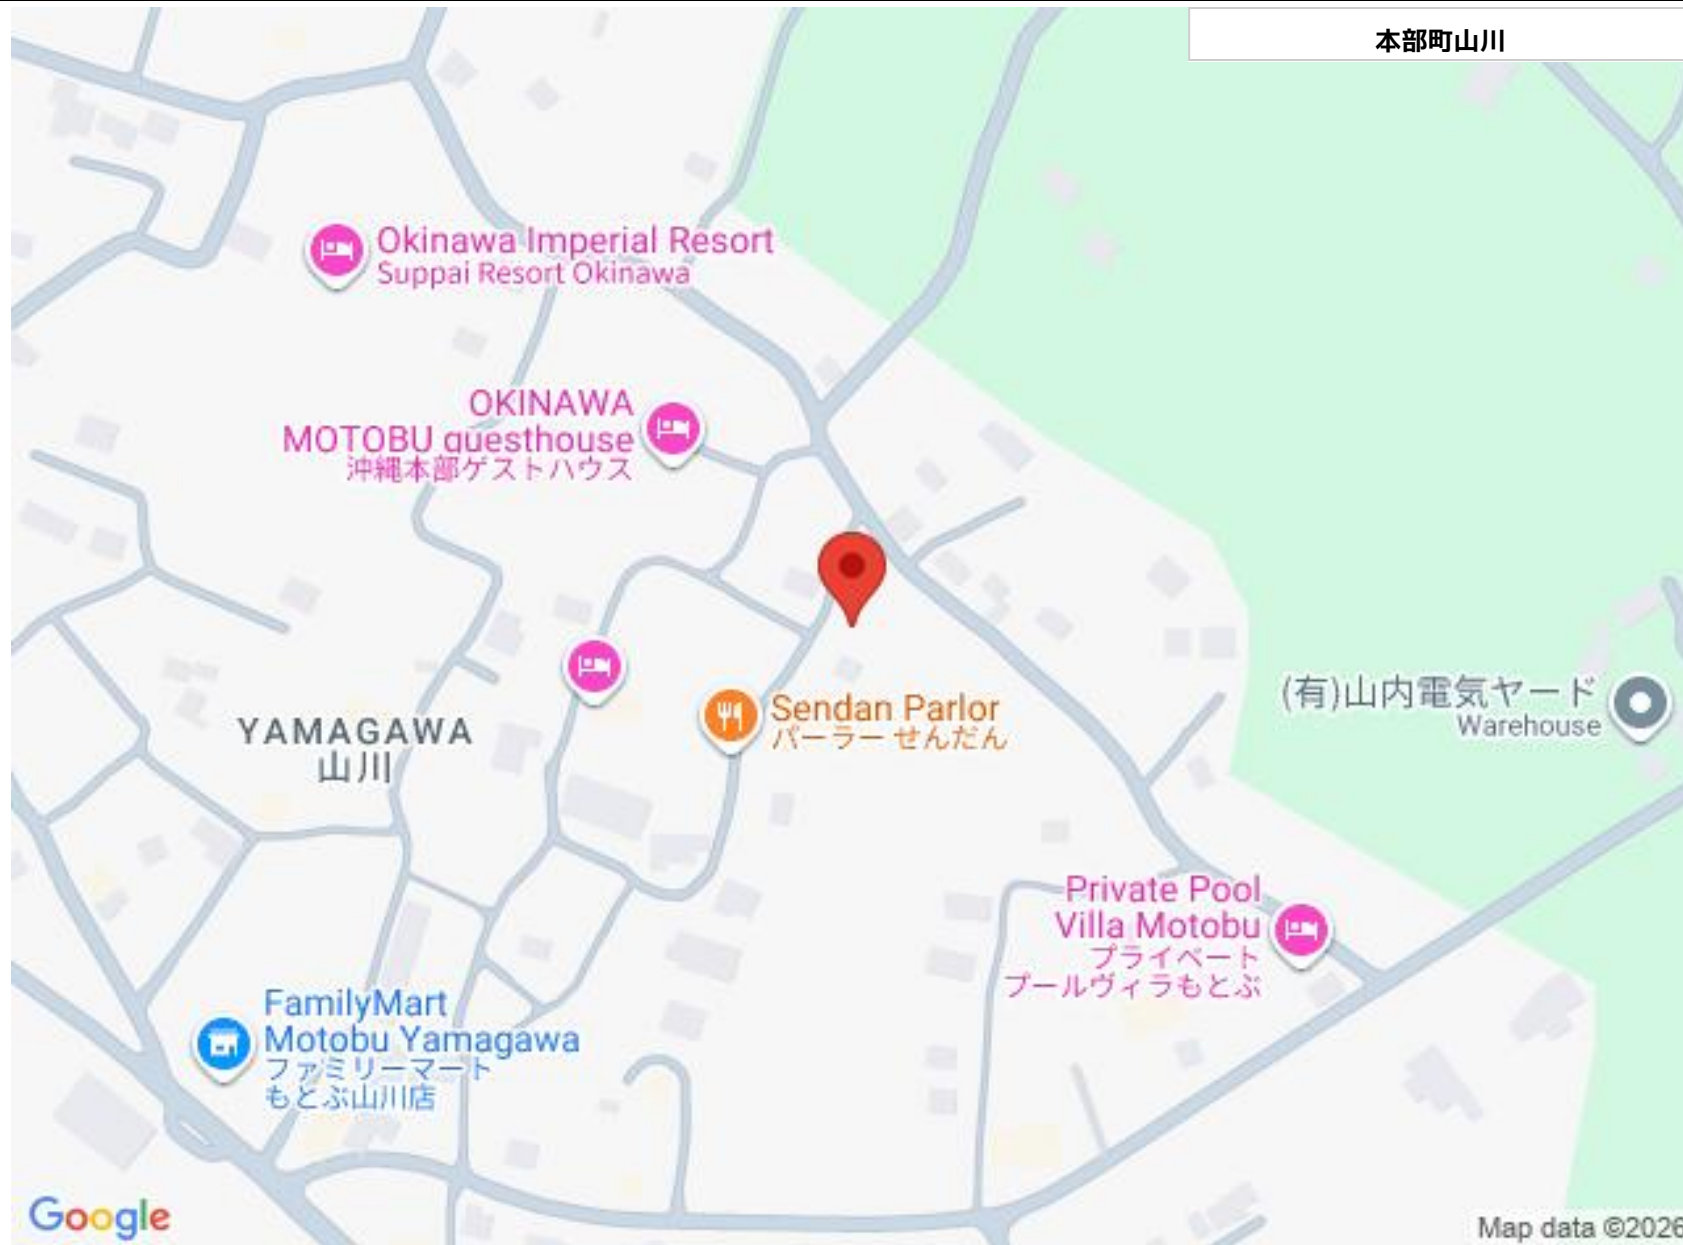 本部町山川
Okinawa Imperial Resort
Suppai Resort Okinawa
OKINAWA
MOTOBU guesthouse
沖縄本部ゲストハウス
(有)山内電気ヤード
Warehouse
Sendan Parlor
パーラー せんだん
YAMAGAWA
山川
Private Pool
Villa Motobu
プライベート
プールヴィラもとぶ
FamilyMart
Motobu Yamagawa
ファミリーマート
もとぶ山川店
Google
Map data ©2026